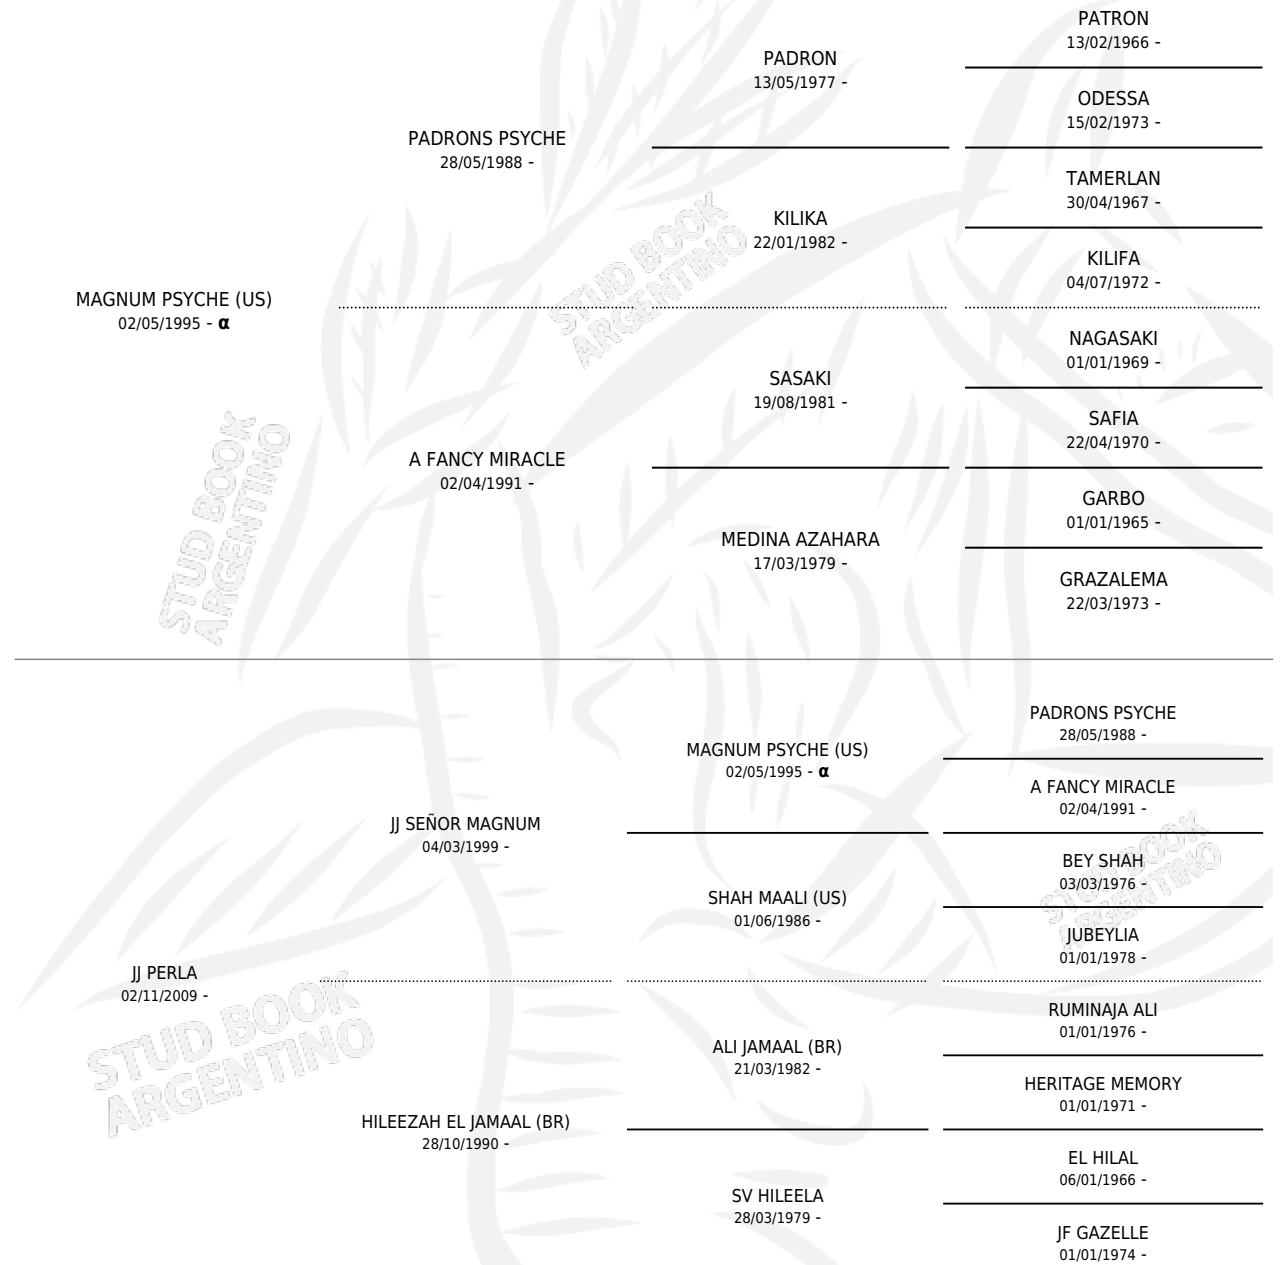 PATRON
13/02/1966 -
PADRON
13/05/1977 -
ODESSA
15/02/1973 -
PADRONS PSYCHE
28/05/1988 -
TAMERLAN
30/04/1967 -
KILIKA
22/01/1982 -
KILIFA
04/07/1972 -
MAGNUM PSYCHE (US)
02/05/1995 - α
NAGASAKI
01/01/1969 -
SASAKI
19/08/1981 -
SAFIA
22/04/1970 -
A FANCY MIRACLE
02/04/1991 -
GARBO
01/01/1965 -
MEDINA AZAHARA
17/03/1979 -
GRAZALEMA
22/03/1973 -
STUD BOOK
ARGENTINO
STUD BOOK
ARGENTINO
PADRONS PSYCHE
28/05/1988 -
MAGNUM PSYCHE (US)
02/05/1995 - α
A FANCY MIRACLE
02/04/1991 -
JJ SEÑOR MAGNUM
04/03/1999 -
BEY SHAH
03/03/1976 -
SHAH MAALI (US)
01/06/1986 -
JUBEYLIA
01/01/1978 -
JJ PERLA
02/11/2009 -
RUMINAJA ALI
01/01/1976 -
ALI JAMAAL (BR)
21/03/1982 -
HERITAGE MEMORY
01/01/1971 -
HILEEZAH EL JAMAAL (BR)
28/10/1990 -
EL HILAL
06/01/1966 -
SV HILEELA
28/03/1979 -
JF GAZELLE
01/01/1974 -
STUD BOOK
ARGENTINO
STUD BOOK
ARGENTINO